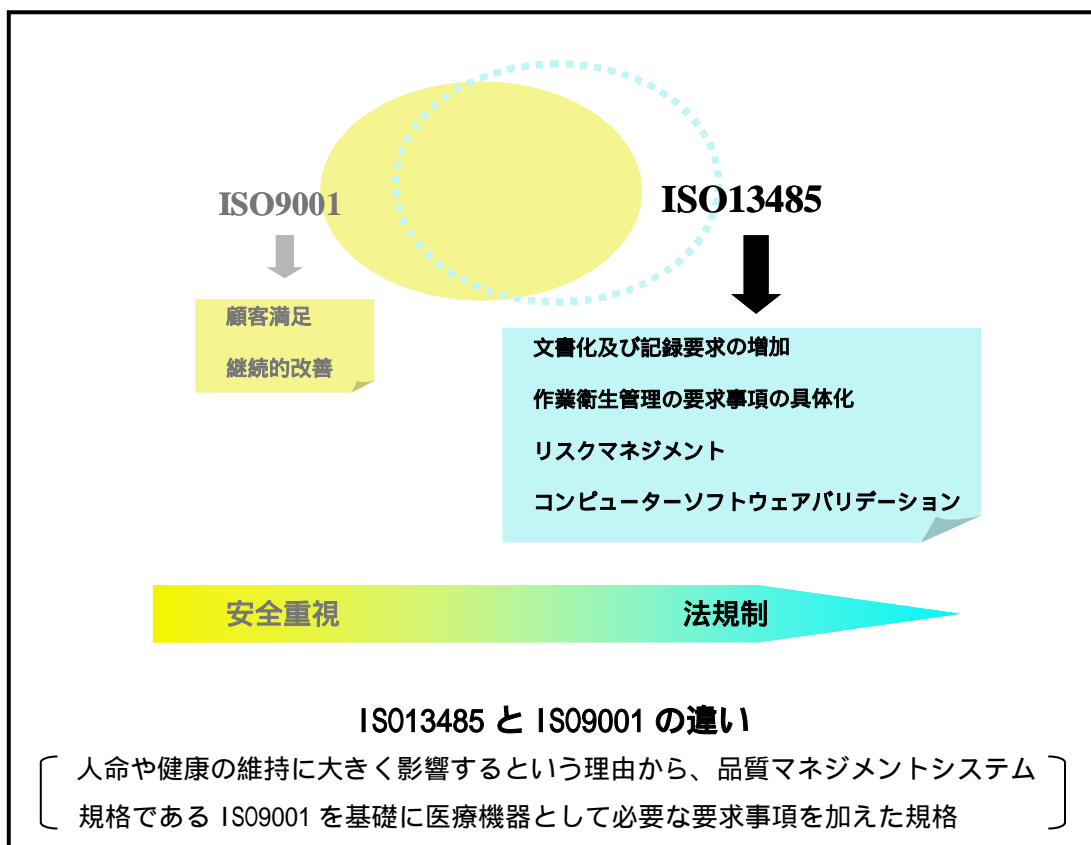 ISO9001
ISO13485
顧客満足
継続的改善
文書化及び記録要求の増加
作業衛生管理の要求事項の具体化
リスクマネジメント
コンピューターソフトウェアバリデーション
安全重視
法規制
ISO13485 と ISO9001 の違い
人命や健康の維持に大きく影響するという理由から、品質マネジメントシステム
規格である ISO9001 を基礎に医療機器として必要な要求事項を加えた規格